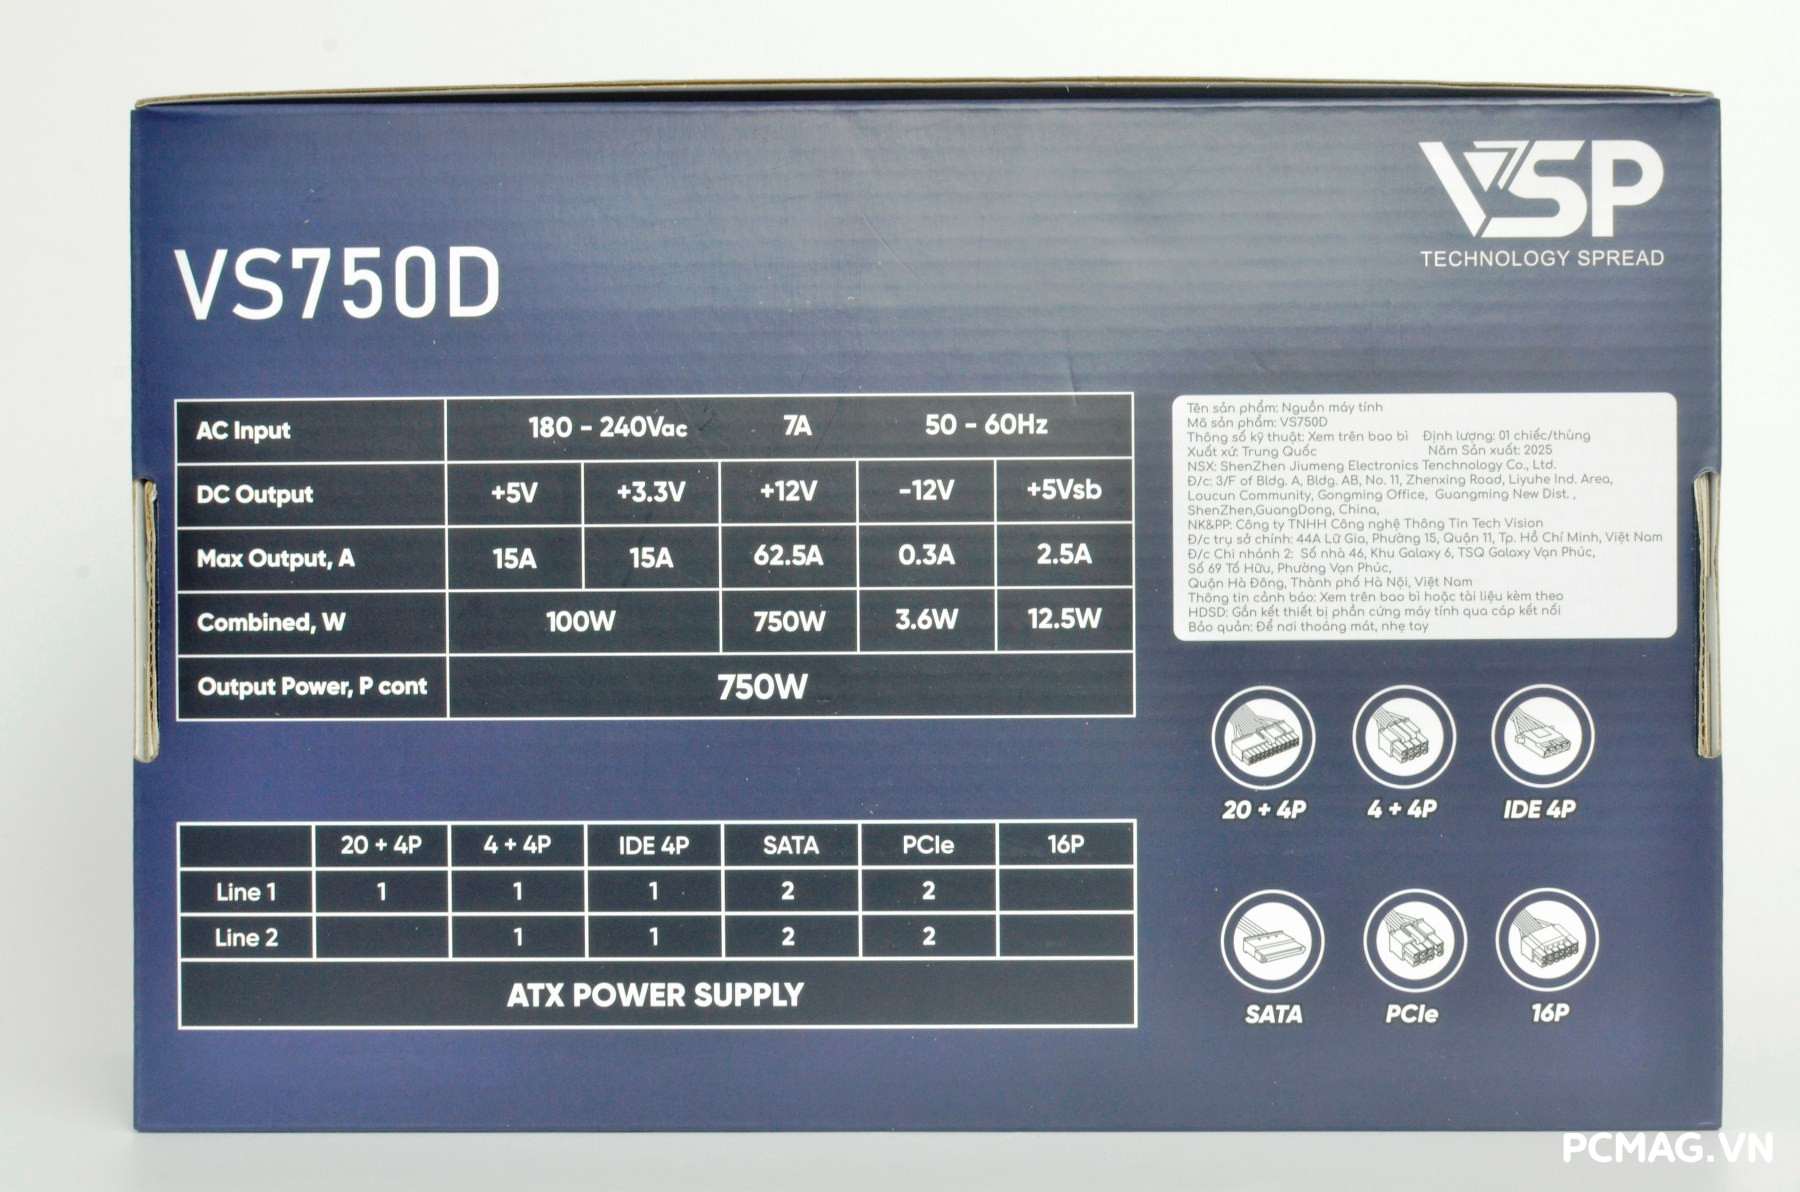 VSP
TECHNOLOGY SPREAD
VS750D
AC Input 180 - 240Vac 7A 50 - 60Hz
DC Output +5V +3.3V +12V -12V +5Vsb
Max Output, A 15A 15A 62.5A 0.3A 2.5A
Combined, W 100W 750W 3.6W 12.5W
Output Power, P cont 750W
Tên sản phẩm: Nguồn máy tính
Mã sản phẩm: VS750D
Thông số kỹ thuật: Xem trên bao bì Định lượng: 01 chiếc/thùng
Xuất xứ: Trung Quốc Năm Sản xuất: 2025
NSX: ShenZhen Jiumeng Electronics Tenchnology Co., Ltd.
Đ/c: 3/F of Bldg. A, Bldg. AB, No. 11, Zhenxing Road, Liyuhe Ind. Area,
Loucun Community, Gongming Office, Guangming New Dist. ,
ShenZhen,GuangDong, China,
NK&PP: Công ty TNHH Công nghệ Thông Tin Tech Vision
Đ/c trụ sở chính: 44A Lữ Gia, Phường 15, Quận 11, Tp. Hồ Chí Minh, Việt Nam
Đ/c Chi nhánh 2: Số nhà 46, Khu Galaxy 6, TSQ Galaxy Vạn Phúc,
Số 69 Tố Hữu, Phường Vạn Phúc,
Quận Hà Đông, Thành phố Hà Nội, Việt Nam
Thông tin cảnh báo: Xem trên bao bì hoặc tài liệu kèm theo
HDSD: Gắn kết thiết bị phần cứng máy tính qua cáp kết nối
Bảo quản: Để nơi thoáng mát, nhẹ tay
20 + 4P 4 + 4P IDE 4P
SATA PCIe 16P
20 + 4P 4 + 4P IDE 4P SATA PCIe 16P
Line 1 1 1 1 2 2
Line 2 1 1 2 2
ATX POWER SUPPLY
PCMAG.VN